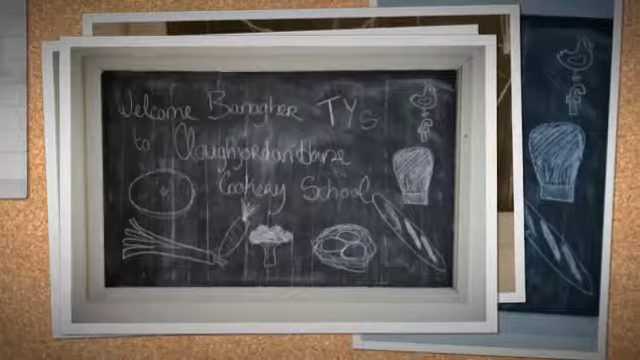 Welcome Banagher TYs
to Cloughjordan House
Cookery School
f
f